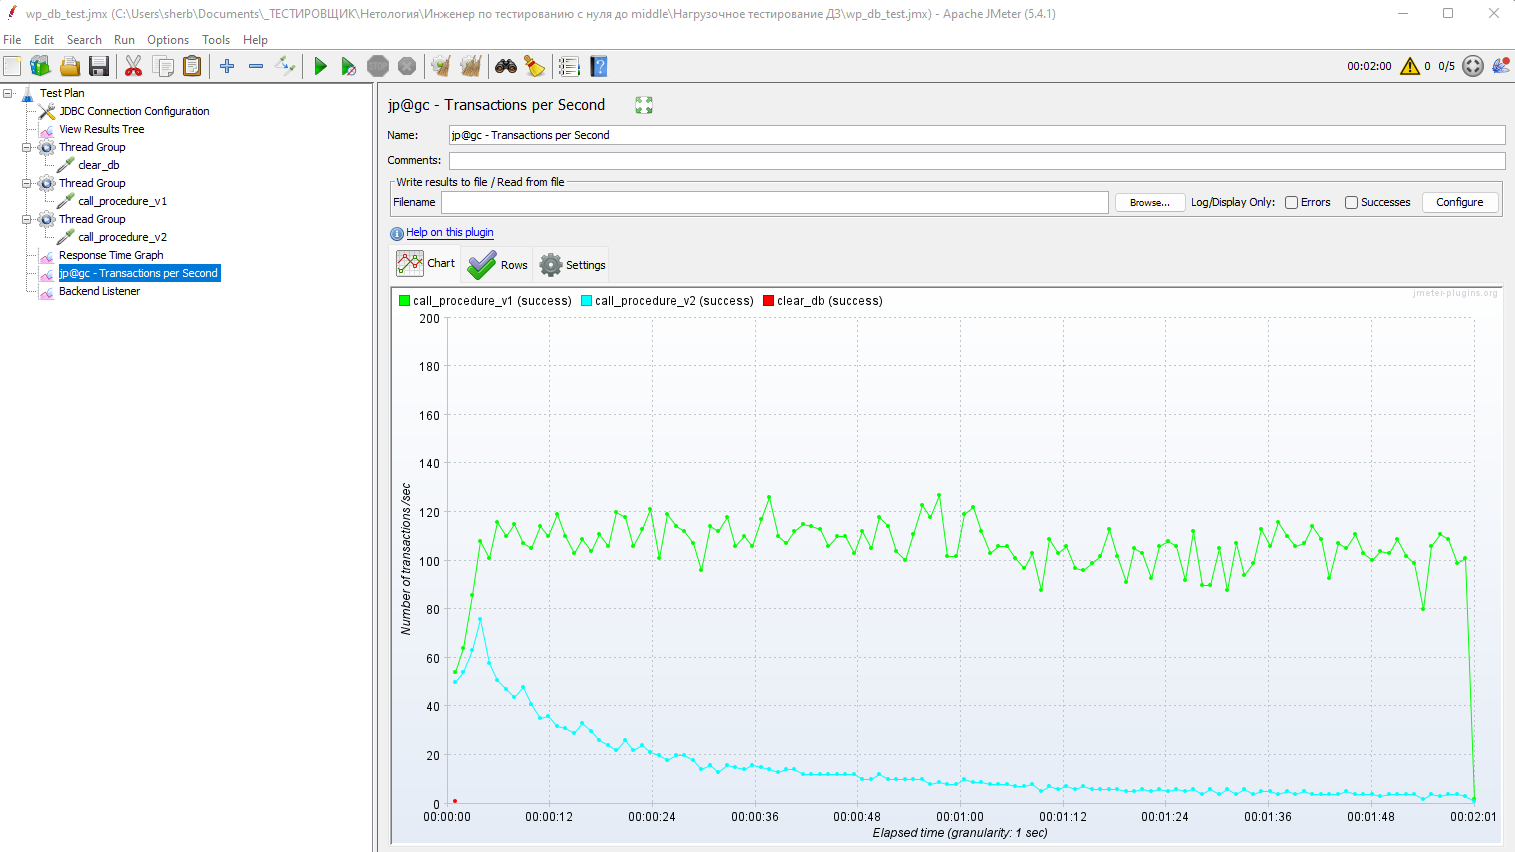 wp_db_test.jmx (C:\Users\sherb\Documents\_ТЕСТИРОВЩИК\Нетология\Инженер по тестированию с нуля до middle\Нагрузочное тестирование ДЗ\wp_db_test.jmx) - Apache JMeter (5.4.1)
File Edit Search Run Options Tools Help
STOP
00:02:00 0 0/5
Test Plan
JDBC Connection Configuration
View Results Tree
Thread Group
clear_db
Thread Group
call_procedure_v1
Thread Group
call_procedure_v2
Response Time Graph
jp@gc - Transactions per Second
Backend Listener
jp@gc - Transactions per Second
Name: jp@gc - Transactions per Second
Comments:
Write results to file / Read from file
Filename Browse... Log/Display Only: Errors Successes Configure
Help on this plugin
Chart Rows Settings
call_procedure_v1 (success) call_procedure_v2 (success) clear_db (success)
jmeter-plugins.org
200
180
160
140
120
100
80
60
40
20
0
Number of transactions /sec
00:00:00 00:00:12 00:00:24 00:00:36 00:00:48 00:01:00 00:01:12 00:01:24 00:01:36 00:01:48 00:02:01
Elapsed time (granularity: 1 sec)